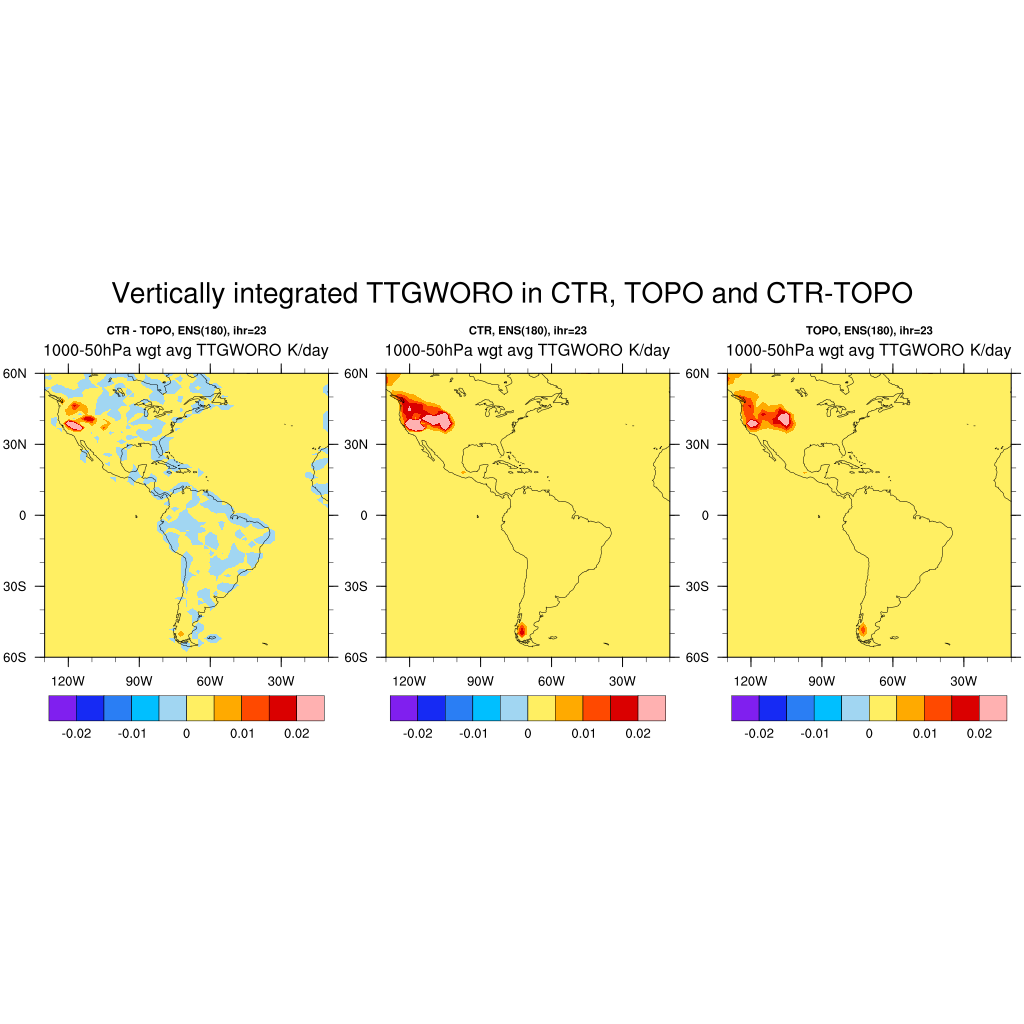 Vertically integrated TTGWORO in CTR, TOPO and CTR-TOPO
CTR - TOPO, ENS(180), ihr=23
1000-50hPa wgt avg TTGWORO K/day
60N
30N
0
30S
60S
120W 90W 60W 30W
-0.02 -0.01 0 0.01 0.02
CTR, ENS(180), ihr=23
1000-50hPa wgt avg TTGWORO K/day
60N
30N
0
30S
60S
120W 90W 60W 30W
-0.02 -0.01 0 0.01 0.02
TOPO, ENS(180), ihr=23
1000-50hPa wgt avg TTGWORO K/day
60N
30N
0
30S
60S
120W 90W 60W 30W
-0.02 -0.01 0 0.01 0.02